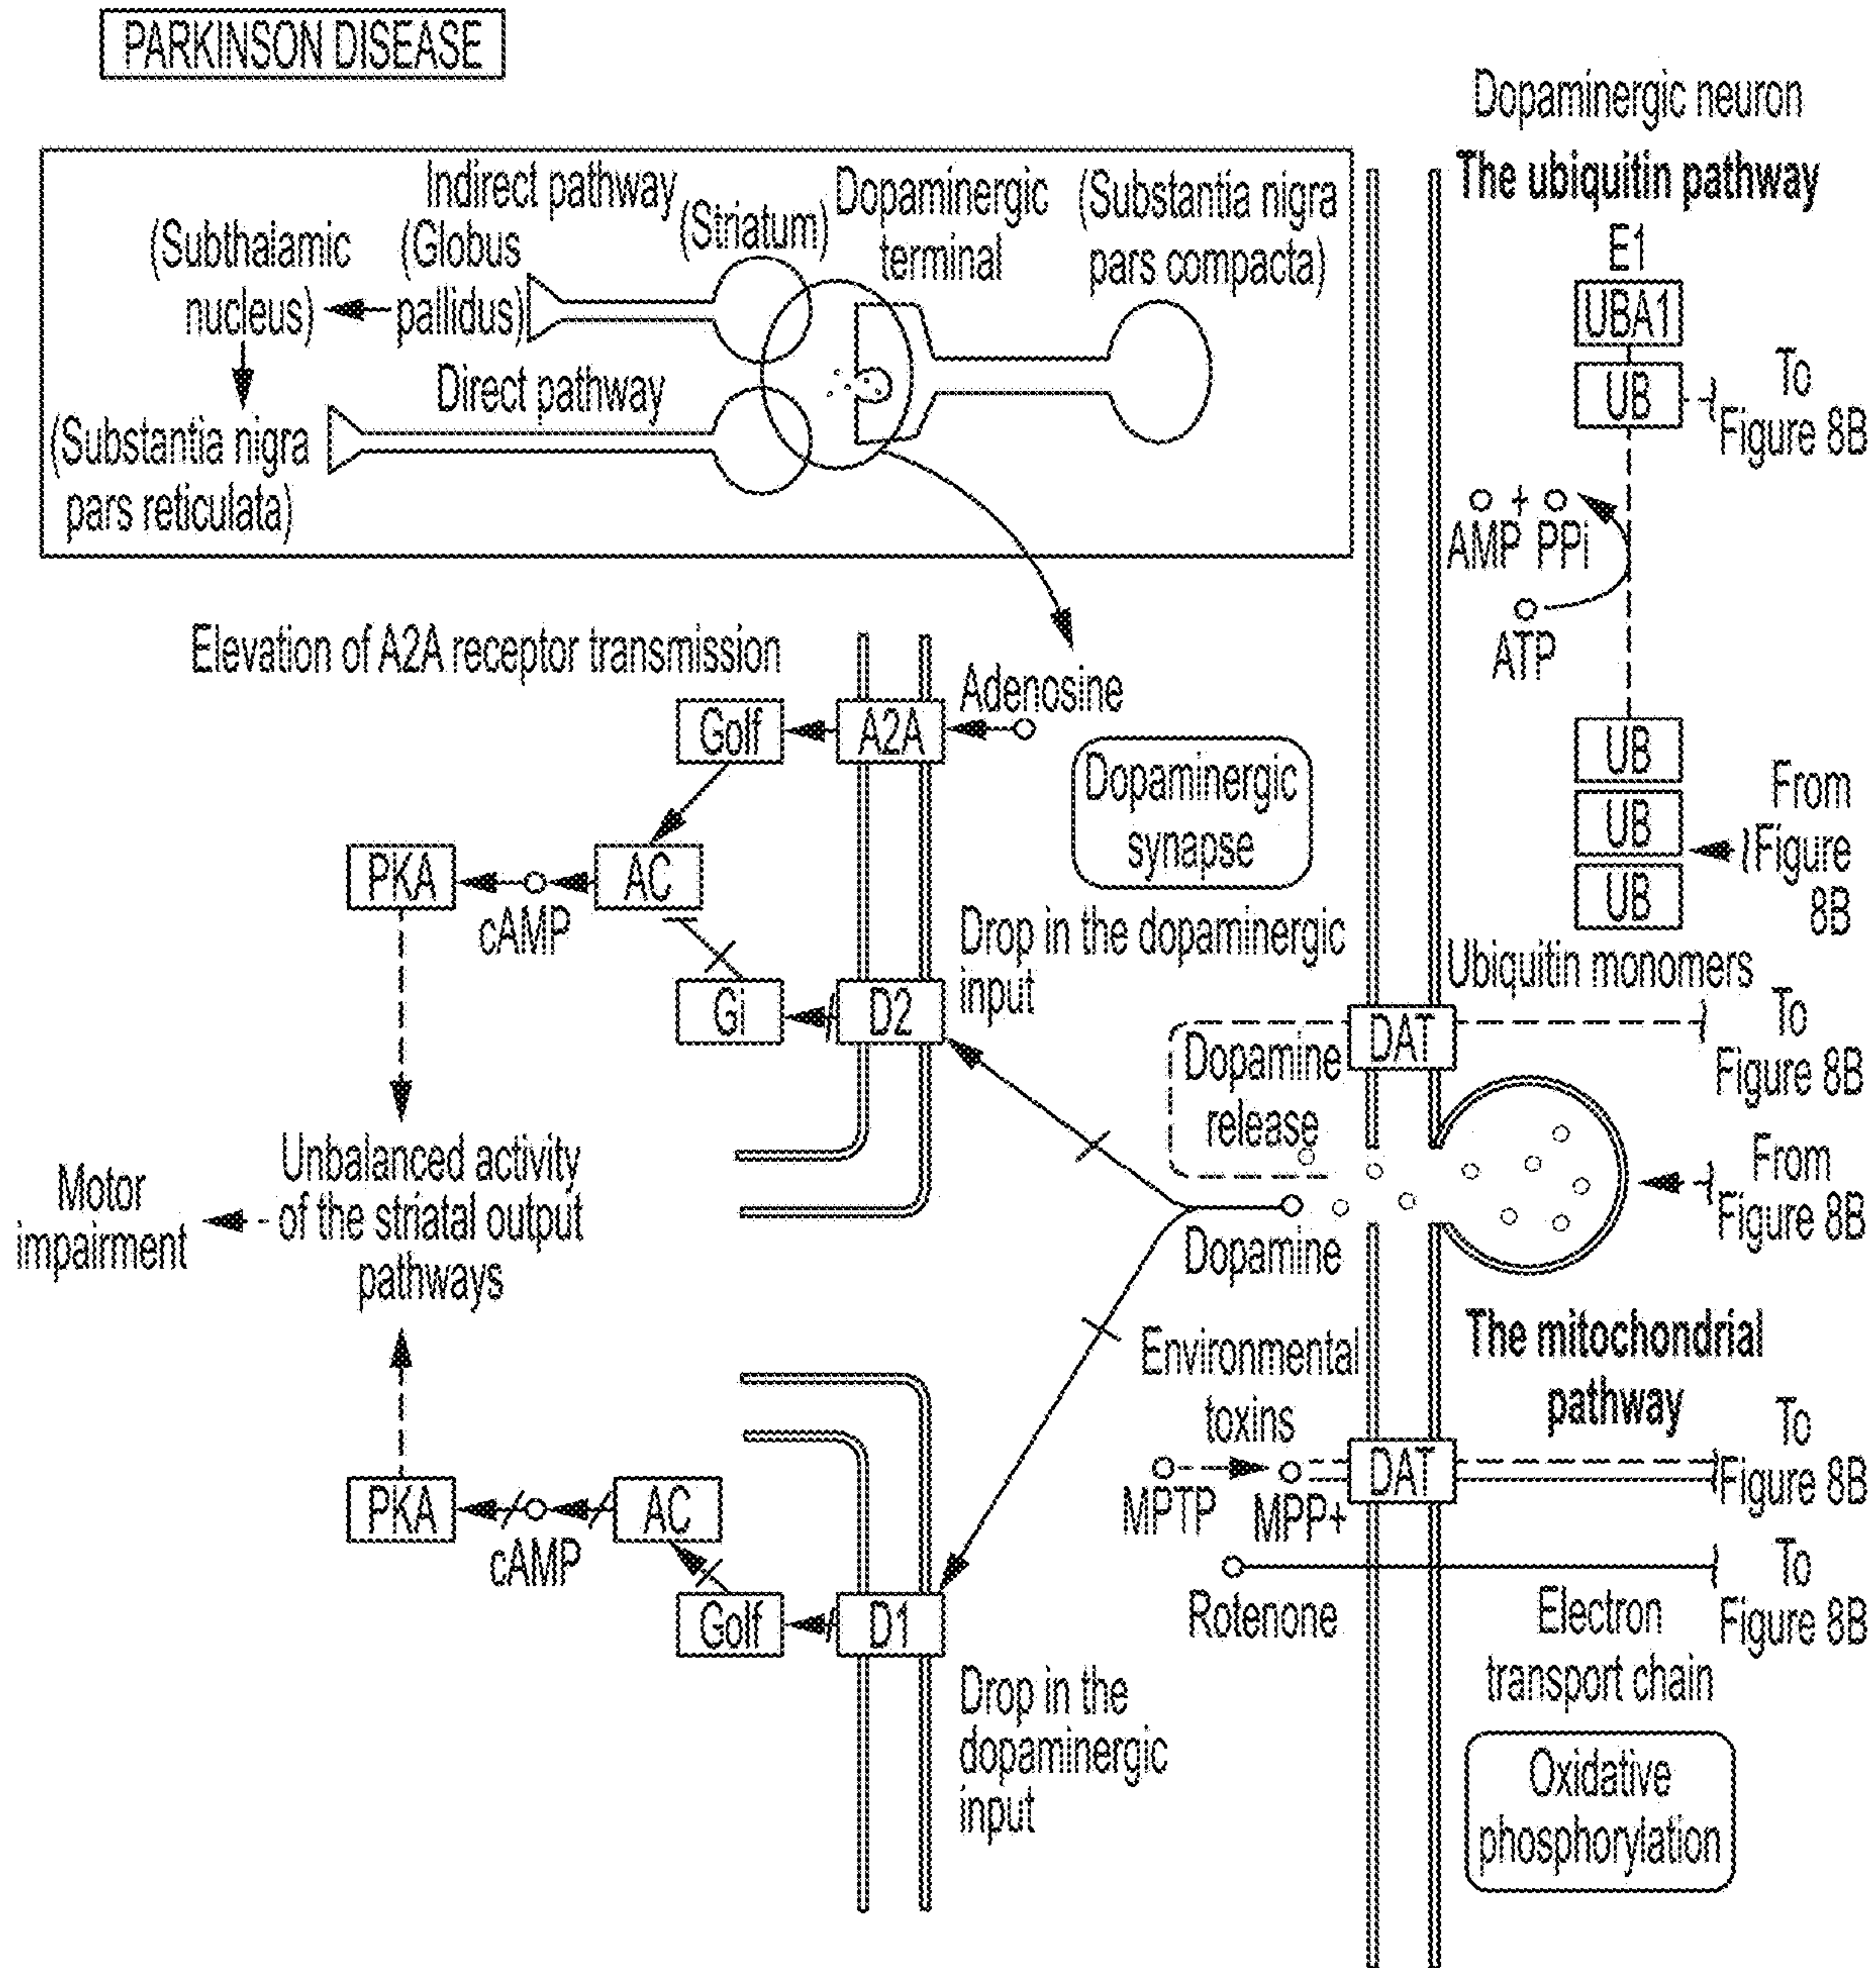 PARKINSON DISEASE
Dopaminergic neuron
The ubiquitin pathway
Indirect pathway
(Subthalamic
nucleus)
(Globus
pallidus)
(Striatum)
Dopaminergic
terminal
(Substantia nigra
pars compacta)
Direct pathway
(Substantia nigra
pars reticulata)
E1
UBA1
UB
To
Figure 8B
AMP + PPi
ATP
UB
UB
UB
From
Figure
8B
Ubiquitin monomers
Elevation of A2A receptor transmission
Golf
A2A
Adenosine
Dopaminergic
synapse
PKA
cAMP
AC
Gi
D2
Drop in the dopaminergic
input
Dopamine
release
DAT
To
Figure 8B
From
Figure 8B
Dopamine
Motor
impairment
Unbalanced activity
of the striatal output
pathways
Environmental
toxins
The mitochondrial
pathway
MPTP
MPP+
DAT
To
Figure 8B
Rotenone
To
Figure 8B
Electron
transport chain
PKA
cAMP
AC
Golf
D1
Drop in the
dopaminergic
input
Oxidative
phosphorylation